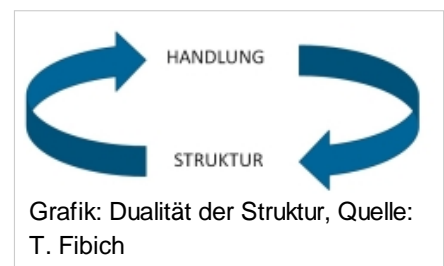 HANDLUNG
STRUKTUR
Grafik: Dualität der Struktur, Quelle:
T. Fibich